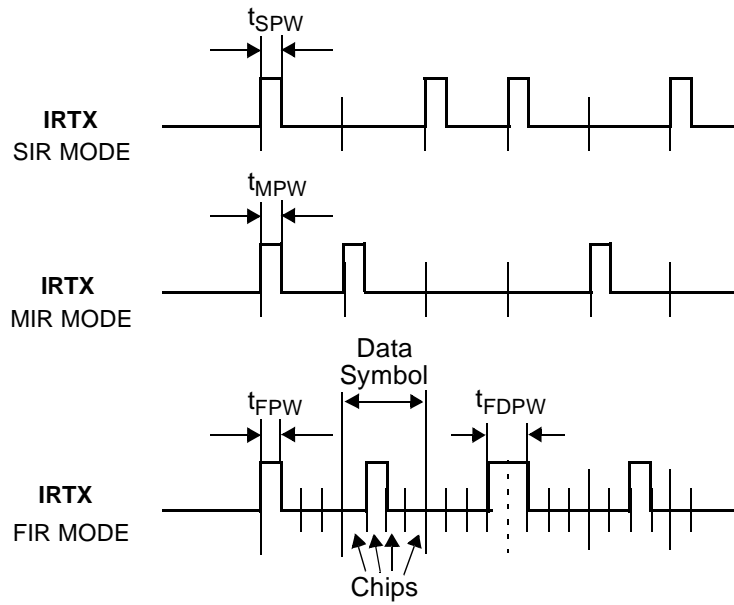 tSPW
IRTX
SIR MODE
tMPW
IRTX
MIR MODE
Data
Symbol
tFPW
tFDPW
IRTX
FIR MODE
Chips